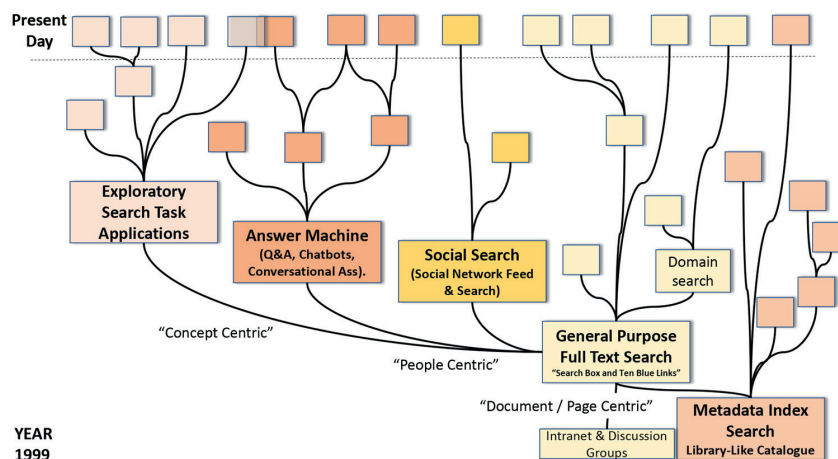 Present
Day
Exploratory
Search Task
Applications
Answer Machine
(Q&A, Chatbots,
Conversational Ass).
Social Search
(Social Network Feed
& Search)
Domain
search
"Concept Centric"
General Purpose
Full Text Search
"Search Box and Ten Blue Links"
"People Centric"
"Document / Page Centric"
Metadata Index
Search
Library-Like Catalogue
Intranet & Discussion
Groups
YEAR
1999